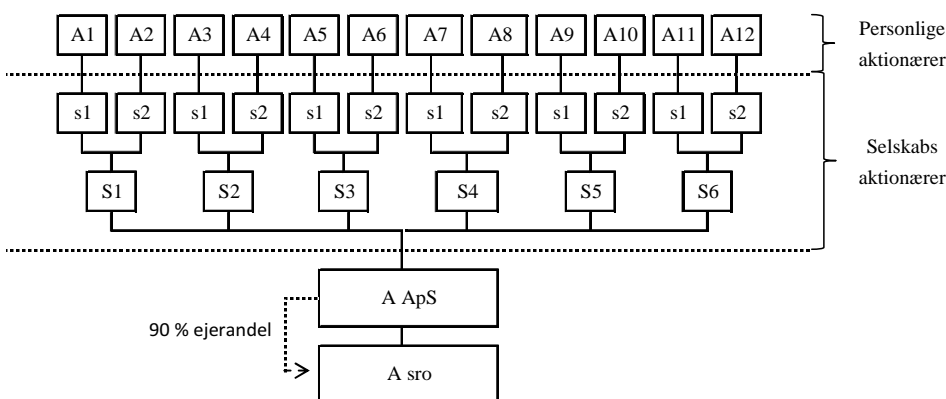 A1 A2 A3 A4 A5 A6 A7 A8 A9 A10 A11 A12
Personlige
aktionærer
s1 s2 s1 s2 s1 s2 s1 s2 s1 s2 s1 s2
Selskabs
aktionærer
S1 S2 S3 S4 S5 S6
A ApS
90 % ejerandel
A sro